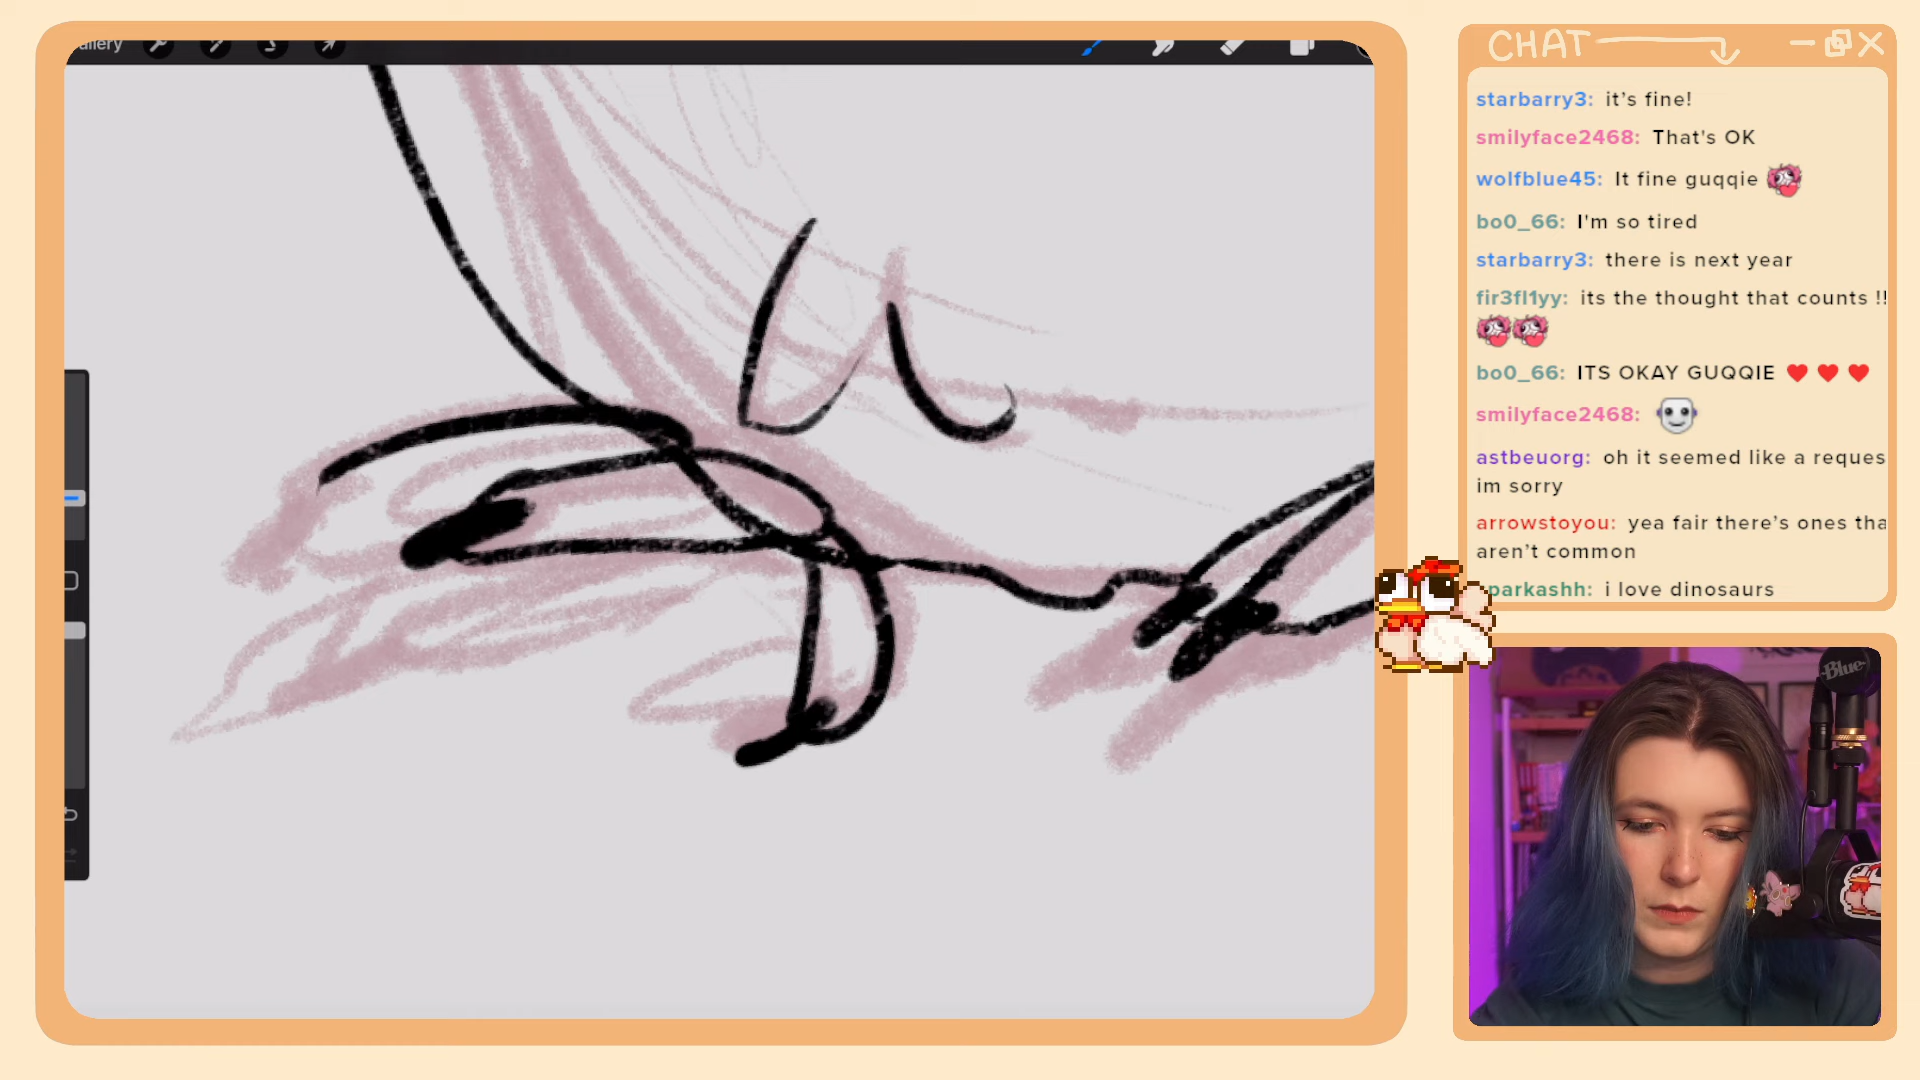 allery
CHAT
starbarry3: it's fine!
smilyface2468: That's OK
wolfblue45: It fine guqqie
bo0_66: I'm so tired
starbarry3: there is next year
fir3fl1yy: its the thought that counts !!
bo0_66: ITS OKAY GUQQIE ❤️ ❤️ ❤️
smilyface2468:
astbeuorg: oh it seemed like a reques
im sorry
arrowstoyou: yea fair there's ones tha
aren't common
parkashh: i love dinosaurs
Blue